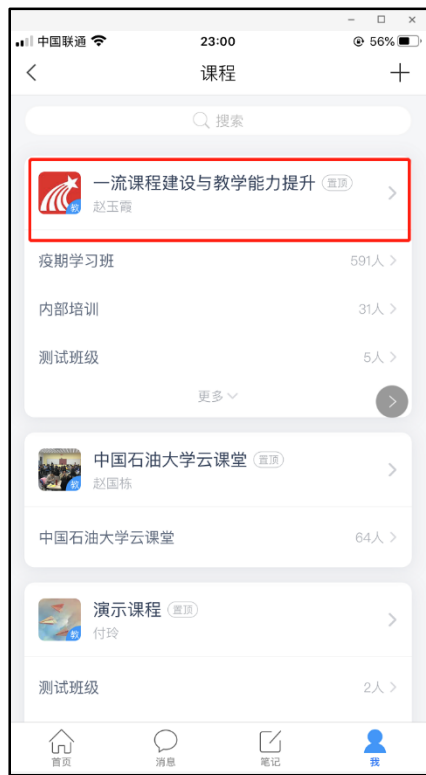 中国联通 23:00 56%
课程
搜索
一流课程建设与教学能力提升 置顶
教 赵玉霞
疫期学习班 591人
内部培训 31人
测试班级 5人
更多
中国石油大学云课堂 置顶
教 赵国栋
中国石油大学云课堂 64人
演示课程 置顶
教 付玲
测试班级 2人
首页 消息 笔记 我